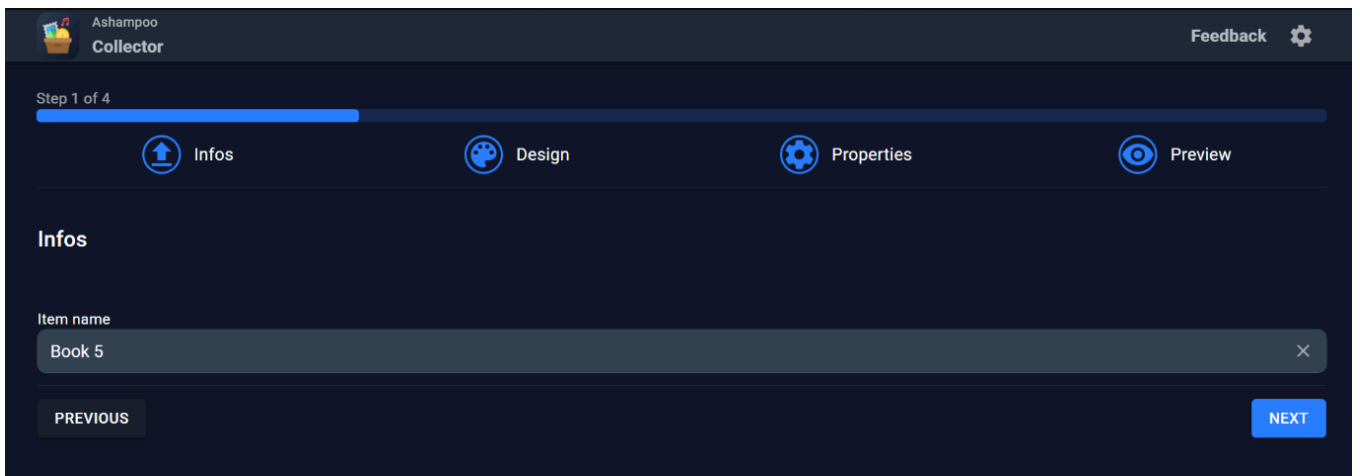 Ashampoo
Collector
Feedback
Step 1 of 4
Infos
Design
Properties
Preview
Infos
Item name
Book 5
PREVIOUS
NEXT